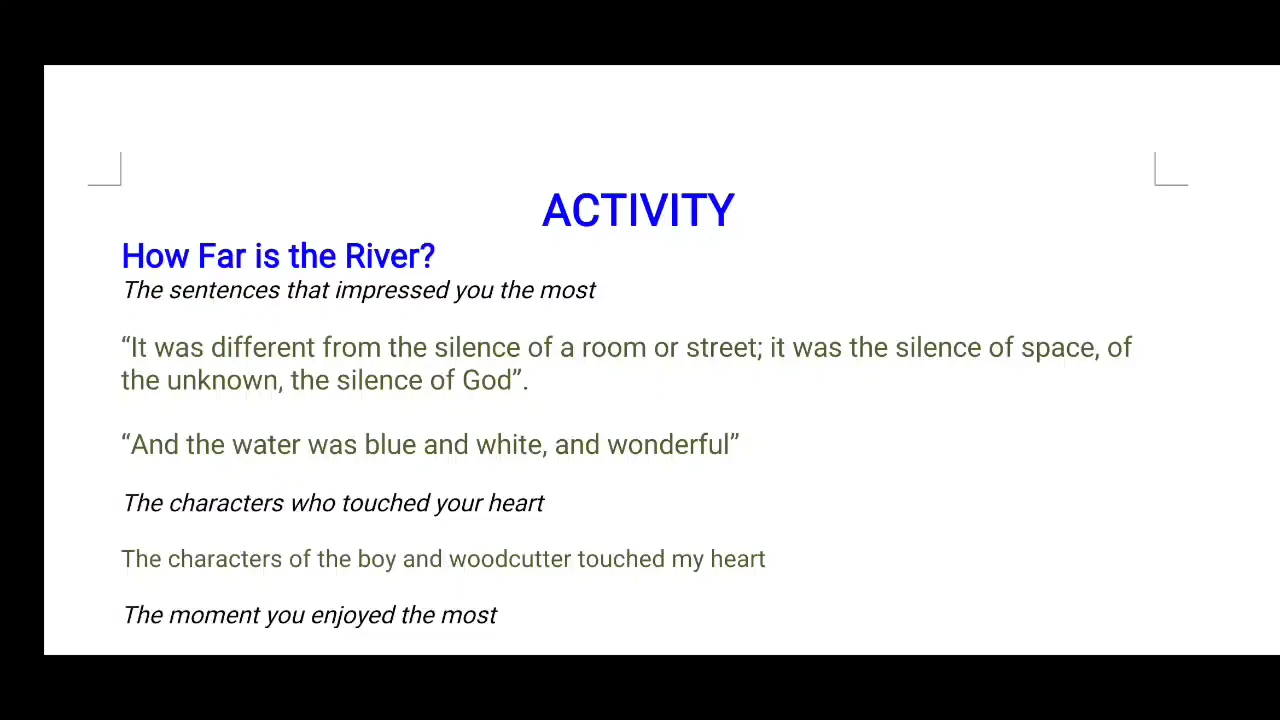 ACTIVITY
How Far is the River?
The sentences that impressed you the most
“It was different from the silence of a room or street; it was the silence of space, of
the unknown, the silence of God”.
“And the water was blue and white, and wonderful”
The characters who touched your heart
The characters of the boy and woodcutter touched my heart
The moment you enjoyed the most